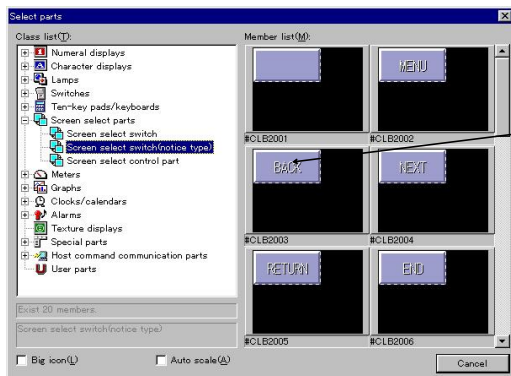 Select parts
Class list(T):
Numeral displays
Character displays
Lamps
Switches
Ten-key pads/keyboards
Screen select parts
Screen select switch
Screen select switch(notice type)
Screen select control part
Meters
Graphs
Clocks/calendars
Alarms
Texture displays
Special parts
Host command communication parts
User parts
Exist 20 members.
Screen select switch(notice type)
Big icon(L)
Auto scale(A)
Member list(M):
MENU
#CLB2001
#CLB2002
BACK
NEXT
#CLB2003
#CLB2004
RETURN
END
#CLB2005
#CLB2006
Cancel